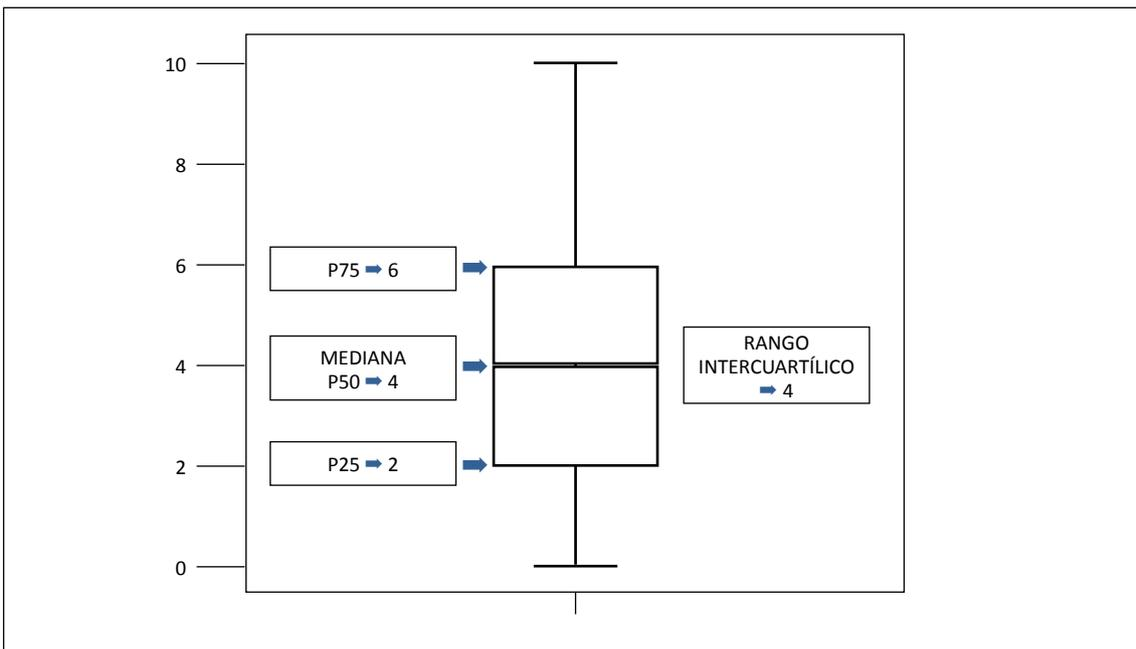 10
8
6
4
2
0
P75 ➡ 6
MEDIANA
P50 ➡ 4
P25 ➡ 2
RANGO
INTERCUARTÍLICO
➡ 4